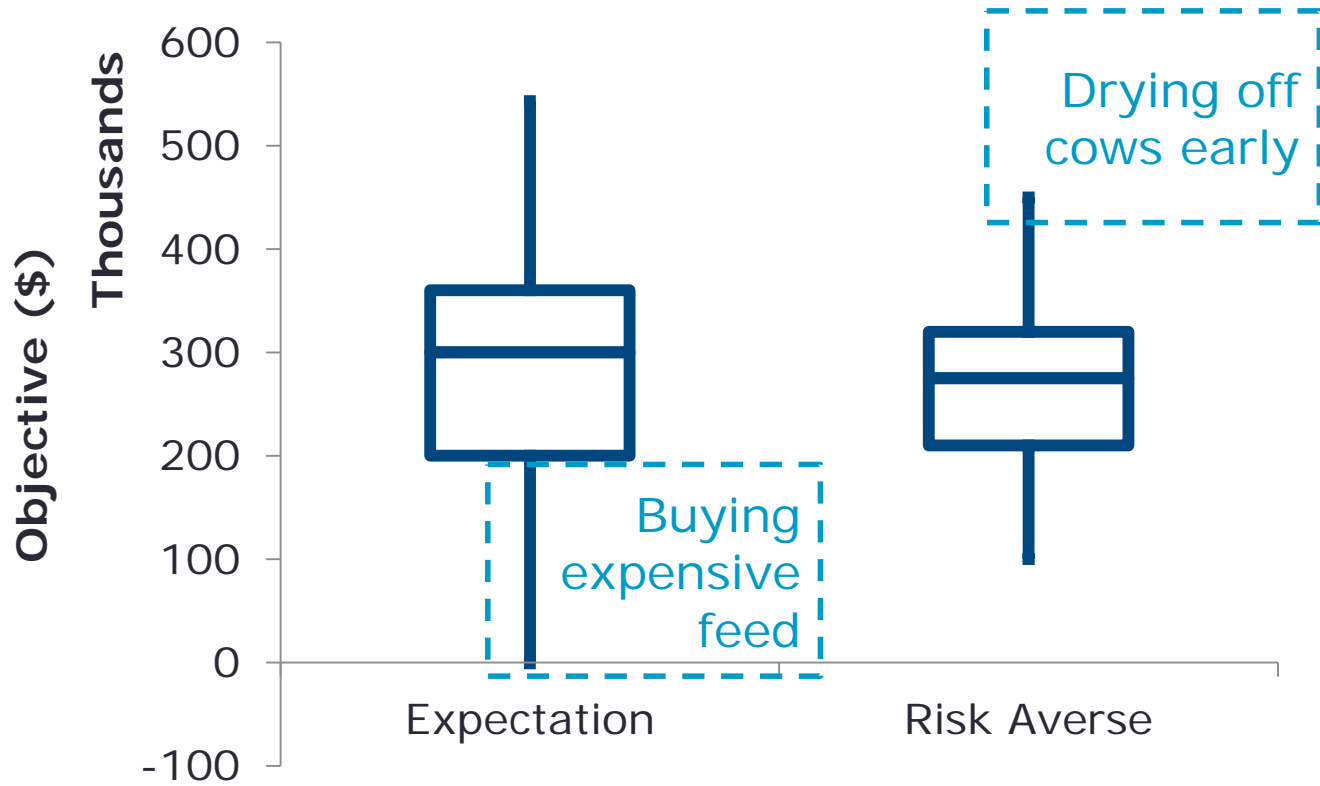 Objective ($)
Thousands
600
500
400
300
200
100
0
-100
Drying off
cows early
Buying
expensive
feed
Expectation
Risk Averse